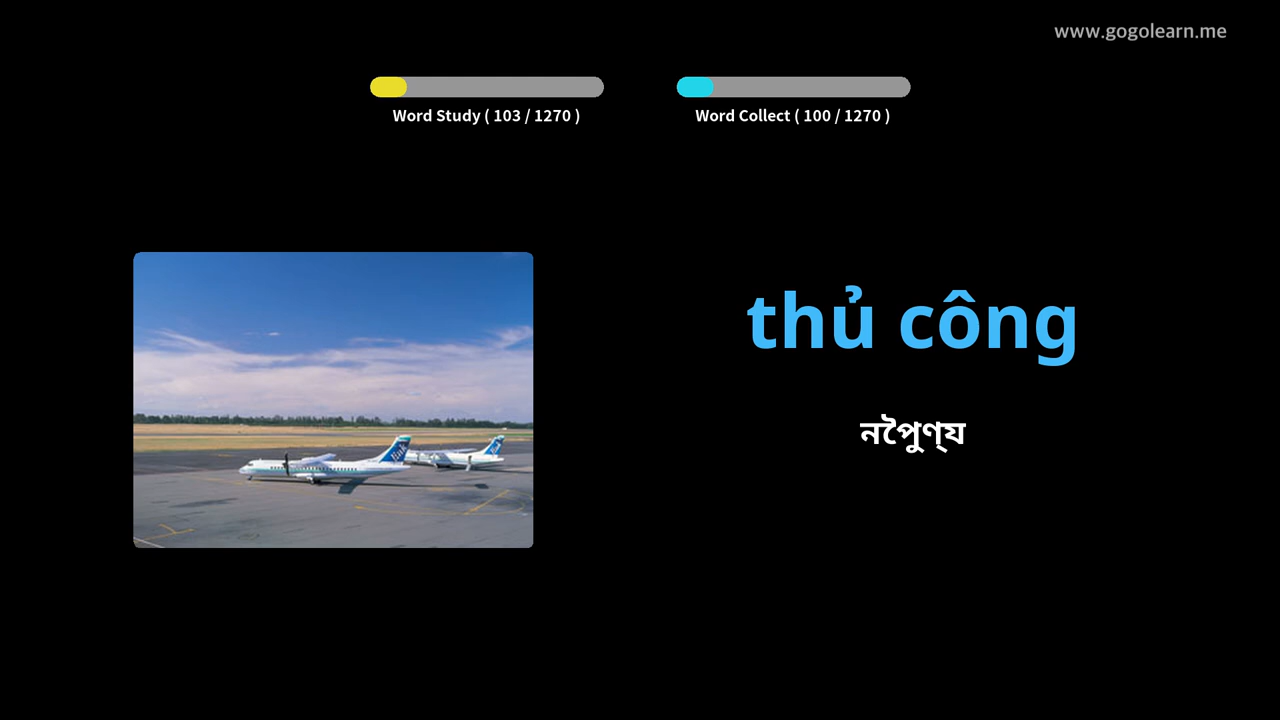 www.gogolearn.me
Word Study ( 103 / 1270 )
Word Collect ( 100 / 1270 )
thủ công
নৈপুণ্য